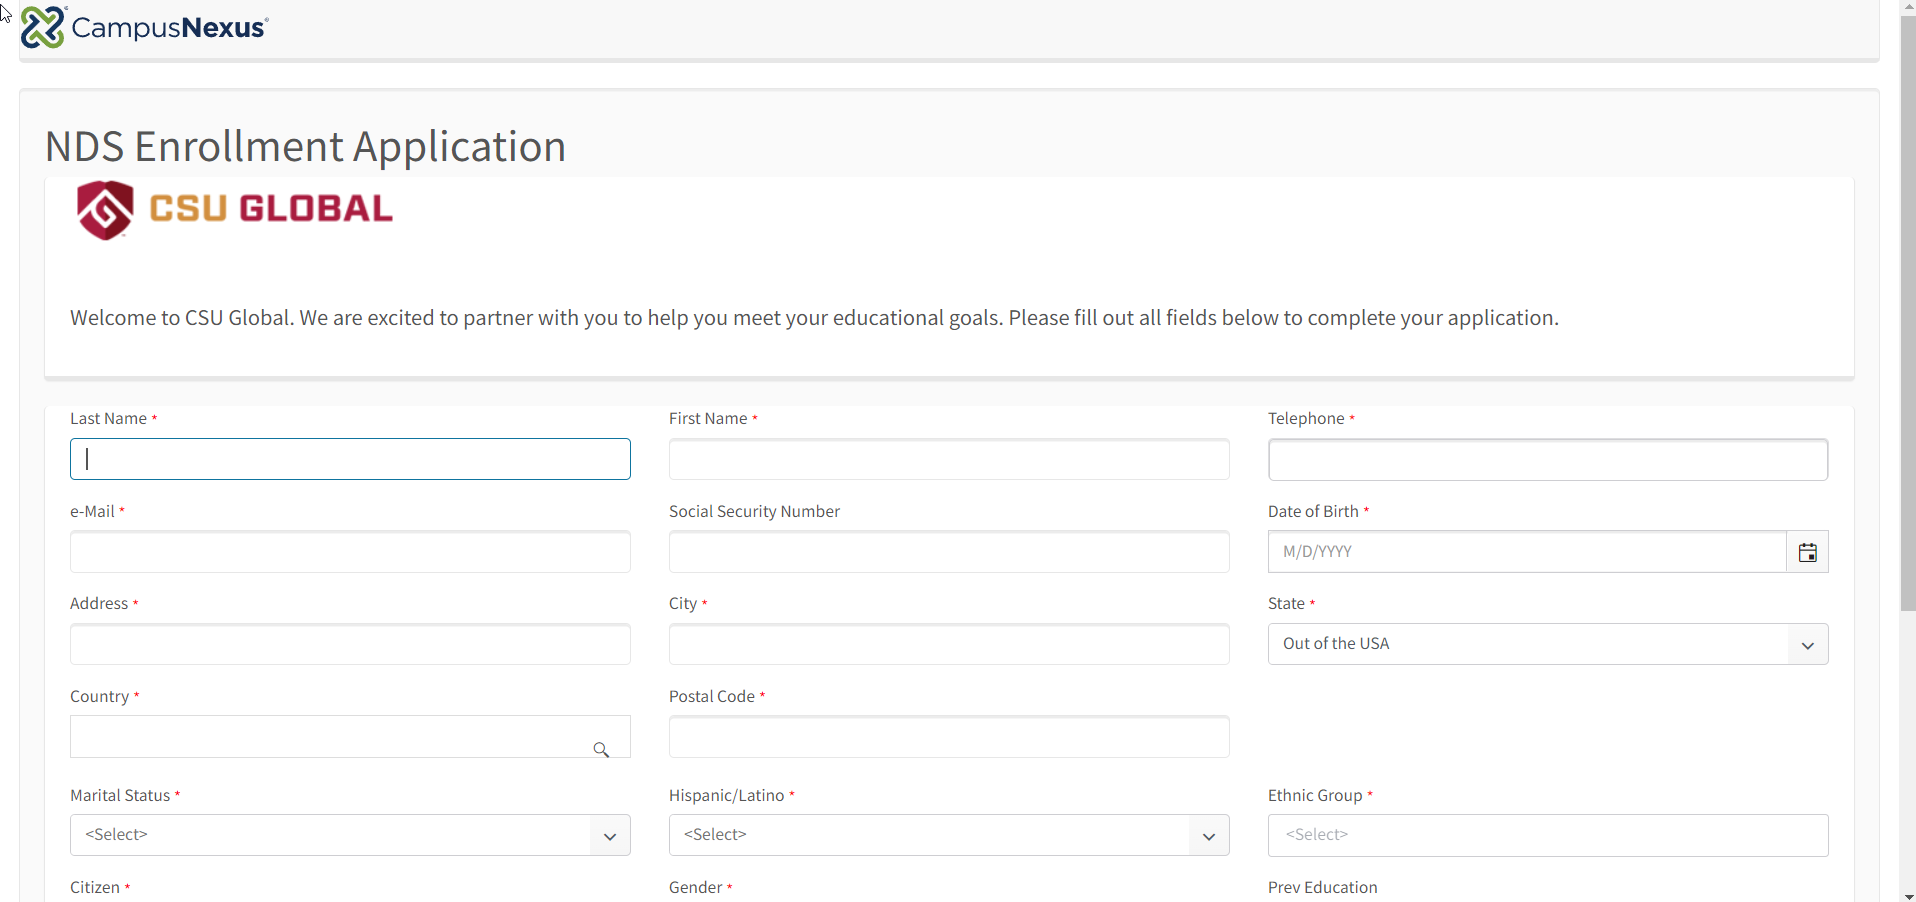 CampusNexus®
NDS Enrollment Application
CSU GLOBAL
Welcome to CSU Global. We are excited to partner with you to help you meet your educational goals. Please fill out all fields below to complete your application.
Last Name * First Name * Telephone *
e-Mail * Social Security Number Date of Birth *
M/D/YYYY
Address * City * State *
Out of the USA
Country * Postal Code *
Marital Status * Hispanic/Latino * Ethnic Group *
<Select> <Select> <Select>
Citizen * Gender * Prev Education